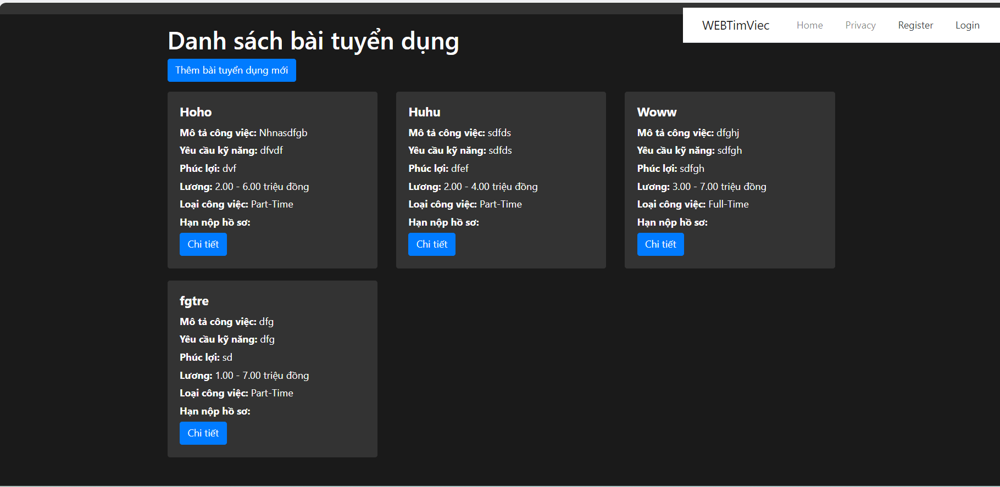 WEBTimViec Home Privacy Register Login
Danh sách bài tuyển dụng
Thêm bài tuyển dụng mới
Hoho
Mô tả công việc: Nhnasdfgb
Yêu cầu kỹ năng: dfvdf
Phúc lợi: dvf
Lương: 2.00 - 6.00 triệu đồng
Loại công việc: Part-Time
Hạn nộp hồ sơ:
Chi tiết
Huhu
Mô tả công việc: sdfds
Yêu cầu kỹ năng: sdfds
Phúc lợi: dfef
Lương: 2.00 - 4.00 triệu đồng
Loại công việc: Part-Time
Hạn nộp hồ sơ:
Chi tiết
Woww
Mô tả công việc: dfghj
Yêu cầu kỹ năng: sdfgh
Phúc lợi: sdfgh
Lương: 3.00 - 7.00 triệu đồng
Loại công việc: Full-Time
Hạn nộp hồ sơ:
Chi tiết
fgtre
Mô tả công việc: dfg
Yêu cầu kỹ năng: dfg
Phúc lợi: sd
Lương: 1.00 - 7.00 triệu đồng
Loại công việc: Part-Time
Hạn nộp hồ sơ:
Chi tiết